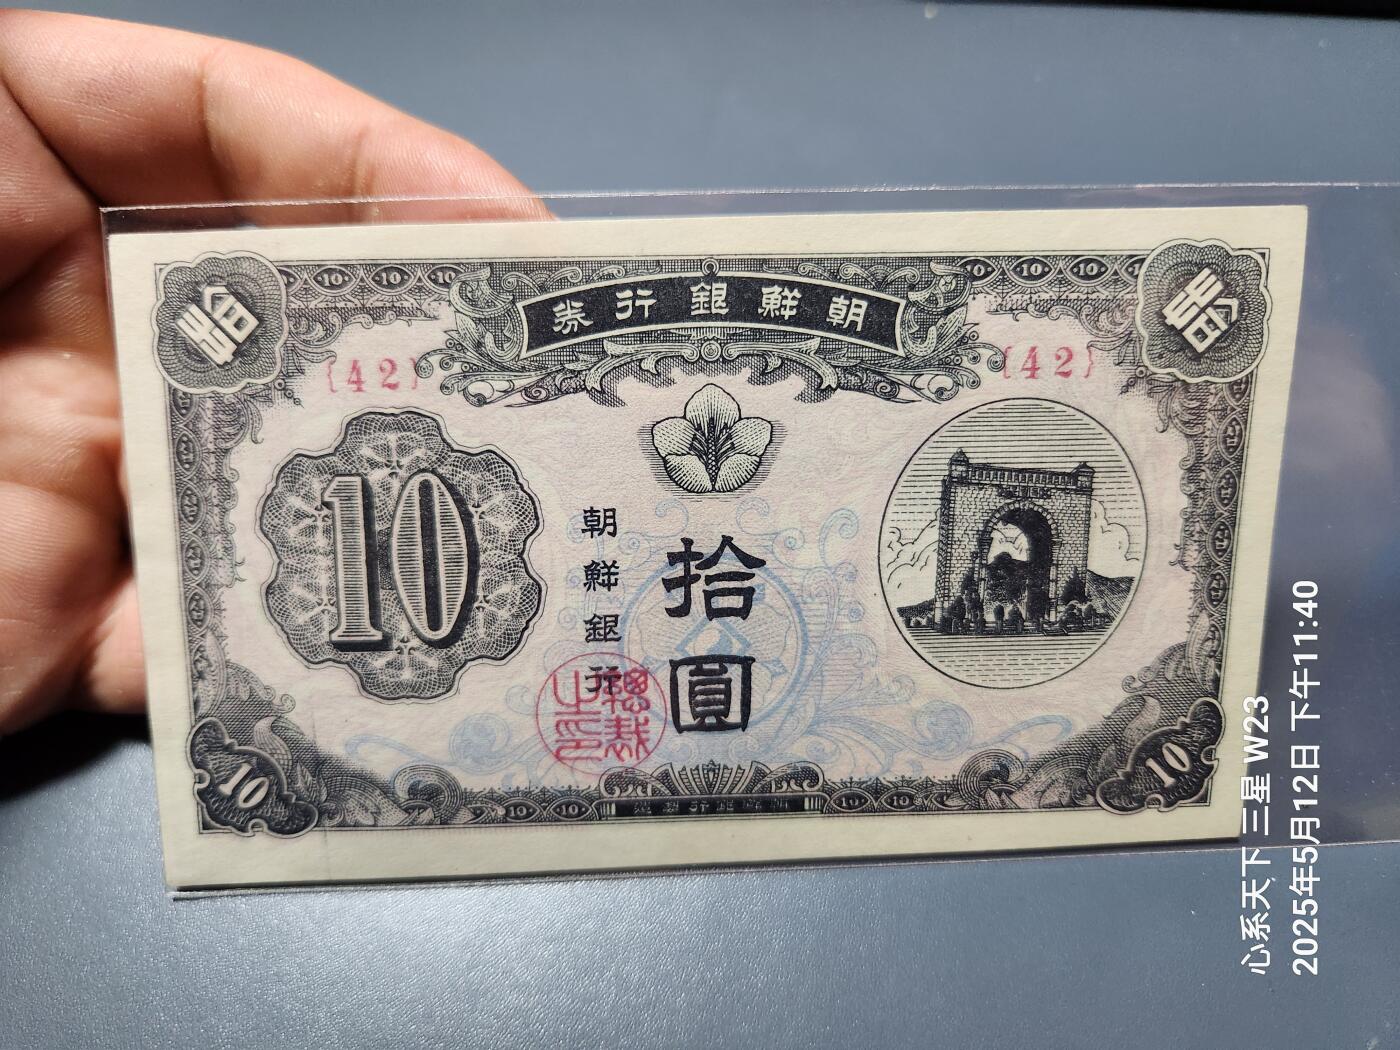 朝鮮銀行券
拾
拾
{42}
{42}
10
朝鮮銀行
拾圓
總裁之印
10
10
心系天下 三星 W23
2025年5月12日 下午11:40